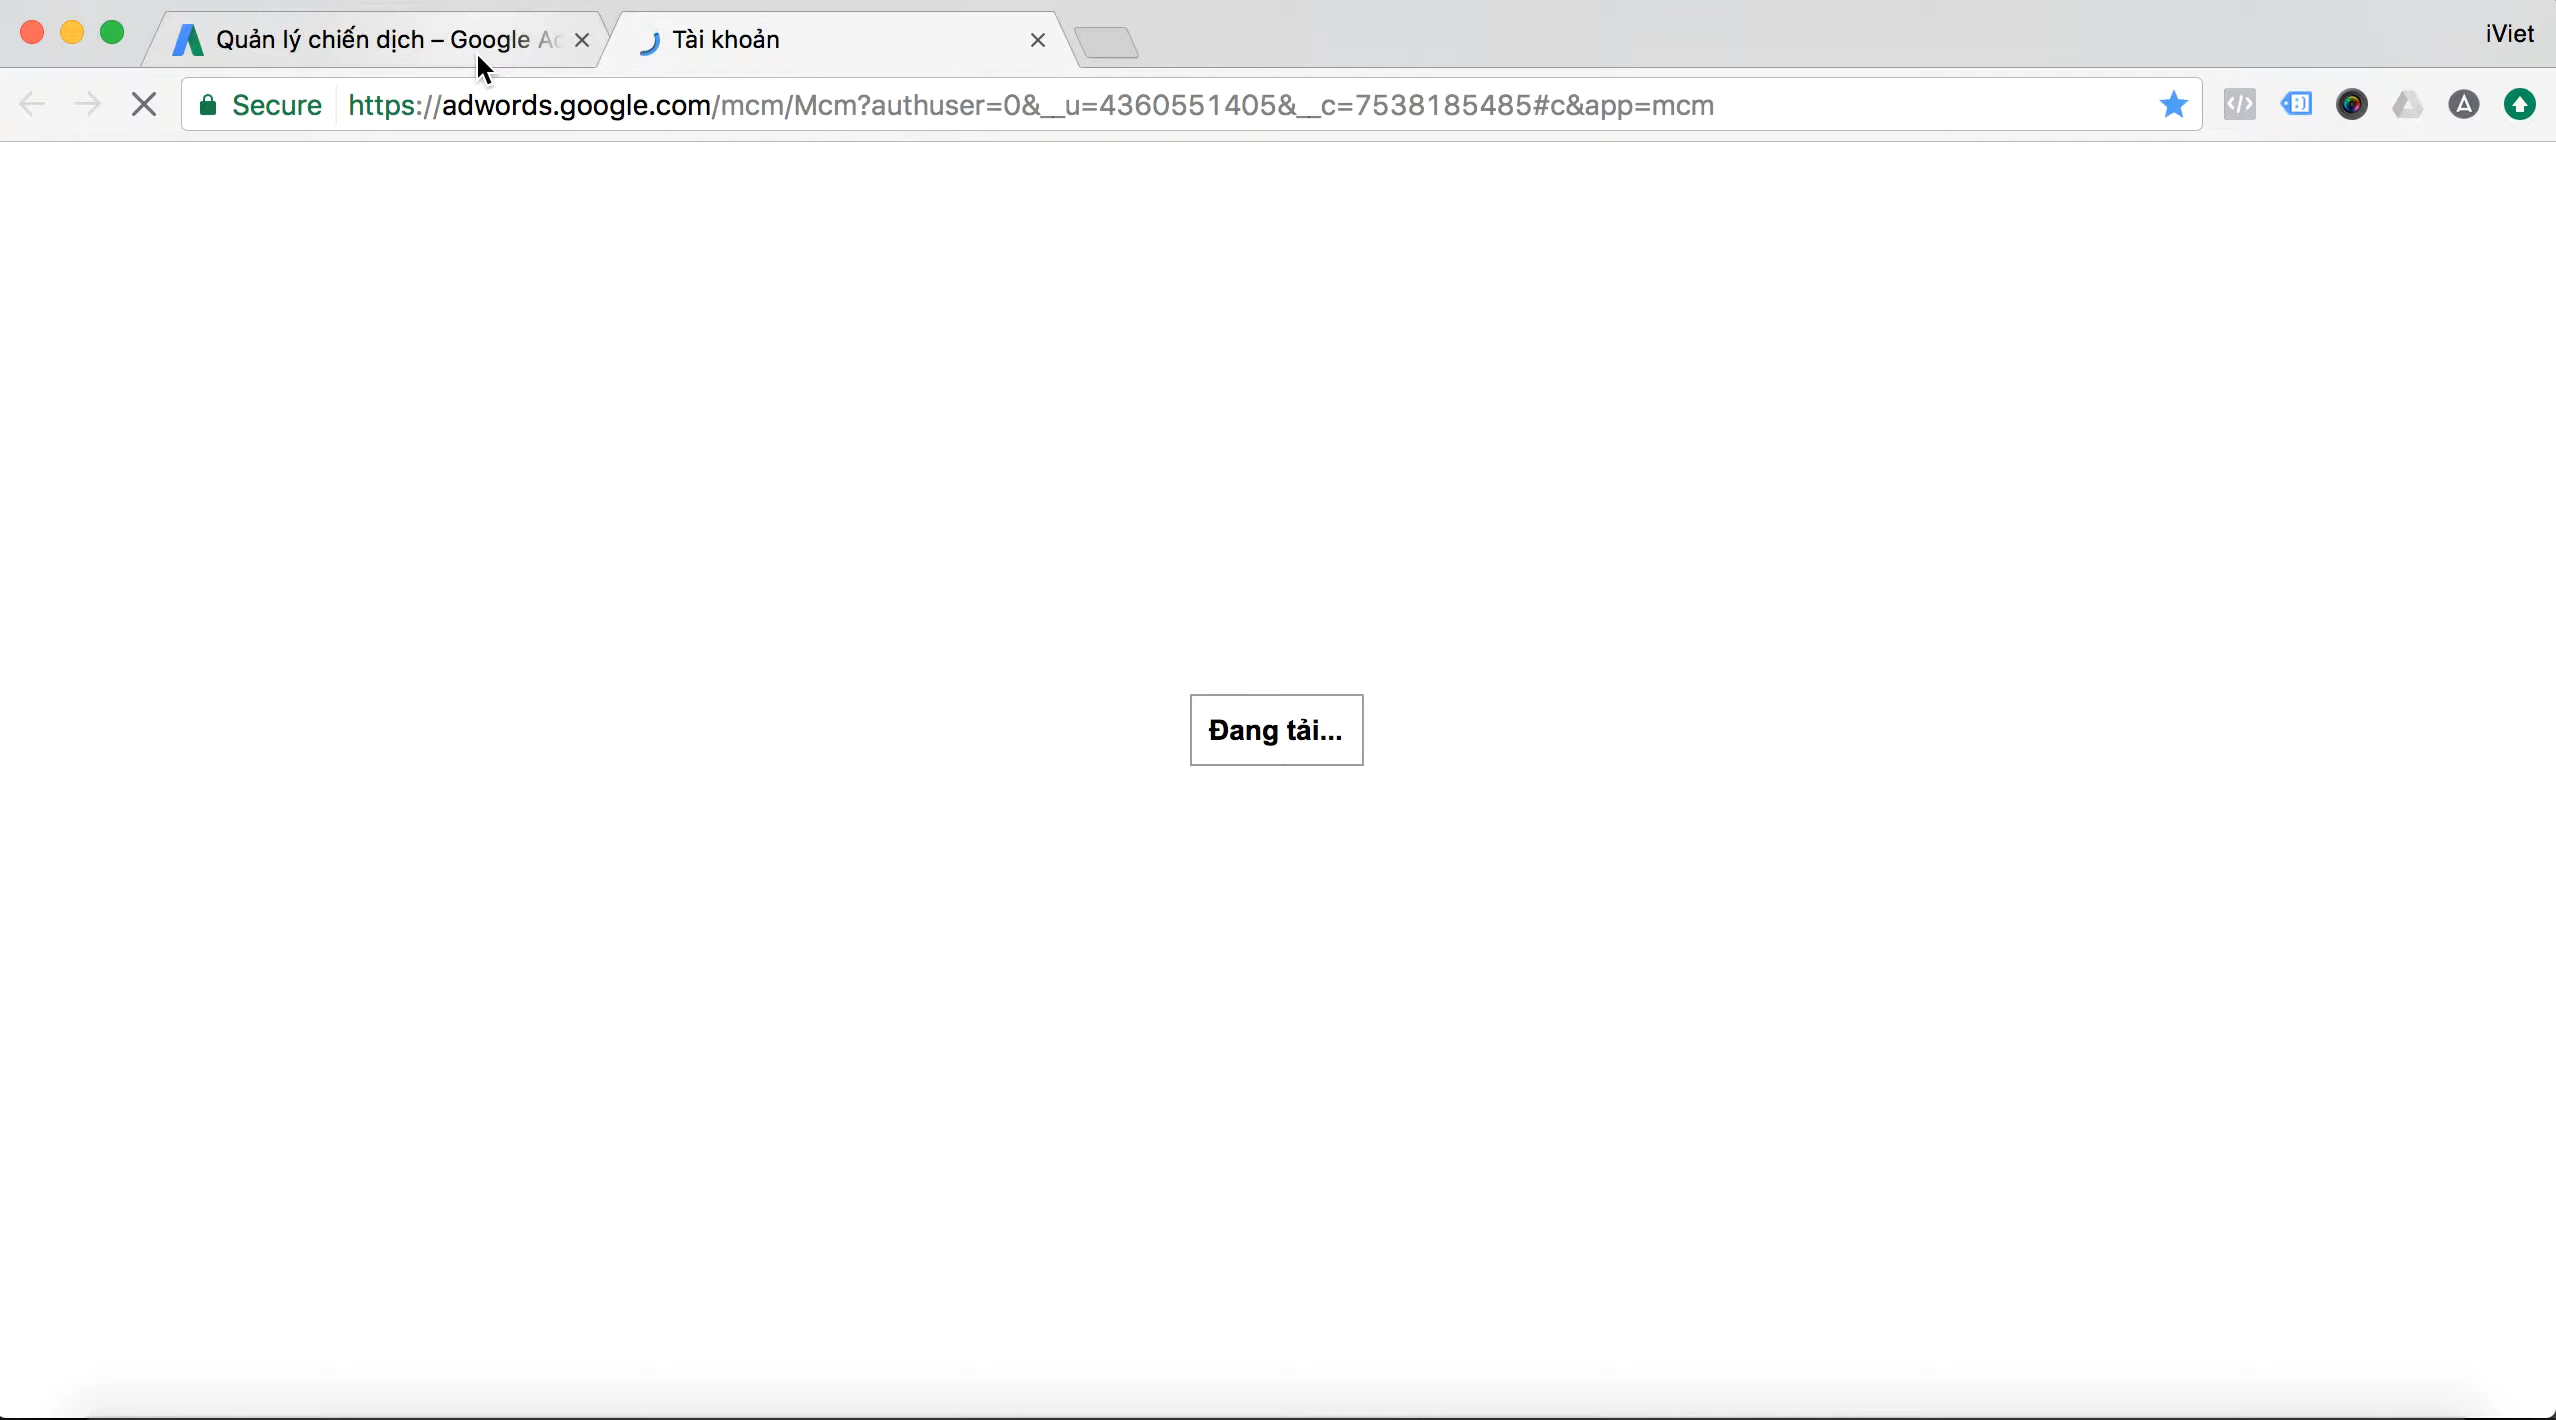 Quản lý chiến dịch – Google Ad
Tài khoản
iViet
Secure
https://adwords.google.com/mcm/Mcm?authuser=0&__u=4360551405&__c=7538185485#c&app=mcm
Đang tải...